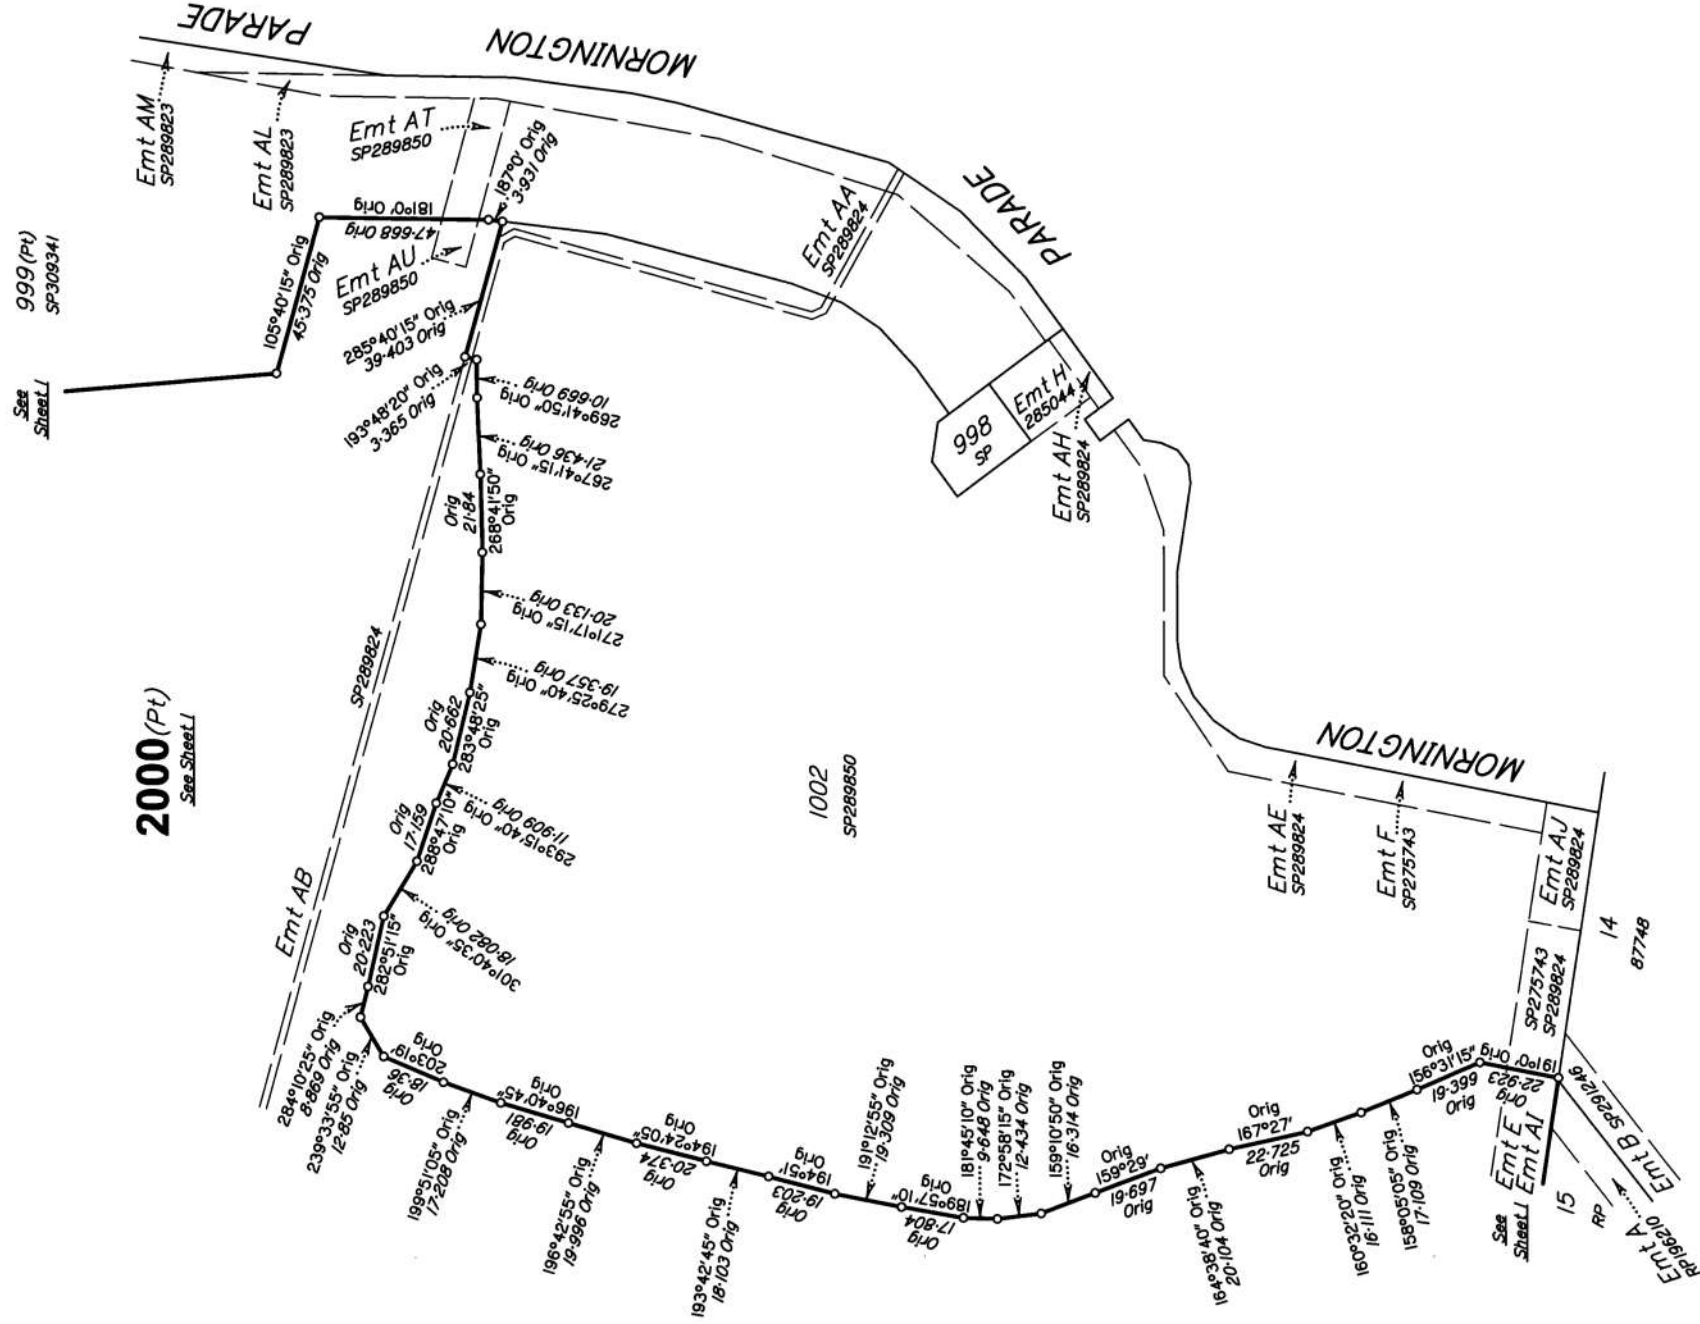 PARADE
MORNINGTON
Emt AM
SP289823
Emt AL
SP289823
Emt AT
SP289850
999(Pt)
SP309341
See
Sheet 1
105°40'15" Orig
45·375 Orig
181°0' Orig
47·668 Orig
187°0' Orig
3·931 Orig
Emt AU
SP289850
285°40'15" Orig
39·403 Orig
193°48'20" Orig
3·365 Orig
269°41'50" Orig
10·669 Orig
267°41'15" Orig
21·436 Orig
Orig
21·84
268°41'50"
Orig
271°17'15" Orig
20·133 Orig
279°25'40" Orig
19·357 Orig
Orig
20·662
283°48'25"
Orig
293°15'40" Orig
11·909 Orig
Orig
17·159
288°47'10"
Orig
301°40'35" Orig
18·082 Orig
Orig
20·223
282°51'15"
Orig
284°10'25" Orig
8·869 Orig
239°33'55" Orig
12·85 Orig
SP289824
Emt AB
2000(Pt)
See Sheet 1
Emt AA
SP289824
PARADE
998
SP
Emt H
285044
Emt AH
SP289824
1002
SP289850
203°19'
Orig
18·36
Orig
199°51'05" Orig
17·208 Orig
196°40'45"
Orig
19·981
Orig
196°42'55" Orig
19·996 Orig
194°24'05"
Orig
20·374
Orig
193°42'45" Orig
18·103 Orig
194°51'
Orig
19·203
Orig
191°12'55" Orig
19·309 Orig
189°57'10"
Orig
17·804
Orig
181°45'10" Orig
9·648 Orig
172°58'15" Orig
12·434 Orig
159°10'50" Orig
16·314 Orig
Orig
159°29'
19·697
Orig
164°38'40" Orig
20·104 Orig
Orig
167°27'
22·725
Orig
160°32'20" Orig
16·111 Orig
158°05'05" Orig
17·109 Orig
Orig
156°31'15"
19·399
Orig
191°0' Orig
22·923
Orig
MORNINGTON
Emt AE
SP289824
Emt F
SP275743
Emt AJ
SP289824
SP275743
SP289824
14
87748
Emt E
Emt AI
See
Sheet 1
15
RP
Emt A
RP196210
Emt B SP291246